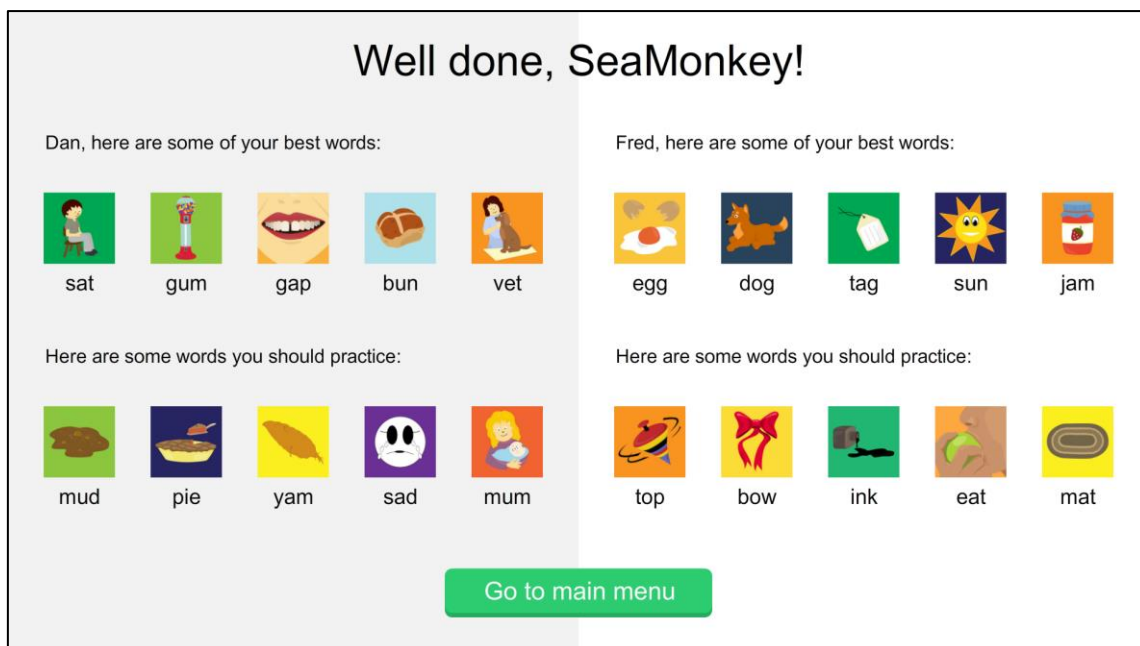 Well done, SeaMonkey!
Dan, here are some of your best words:
sat gum gap bun vet
Here are some words you should practice:
mud pie yam sad mum
Fred, here are some of your best words:
egg dog tag sun jam
Here are some words you should practice:
top bow ink eat mat
Go to main menu